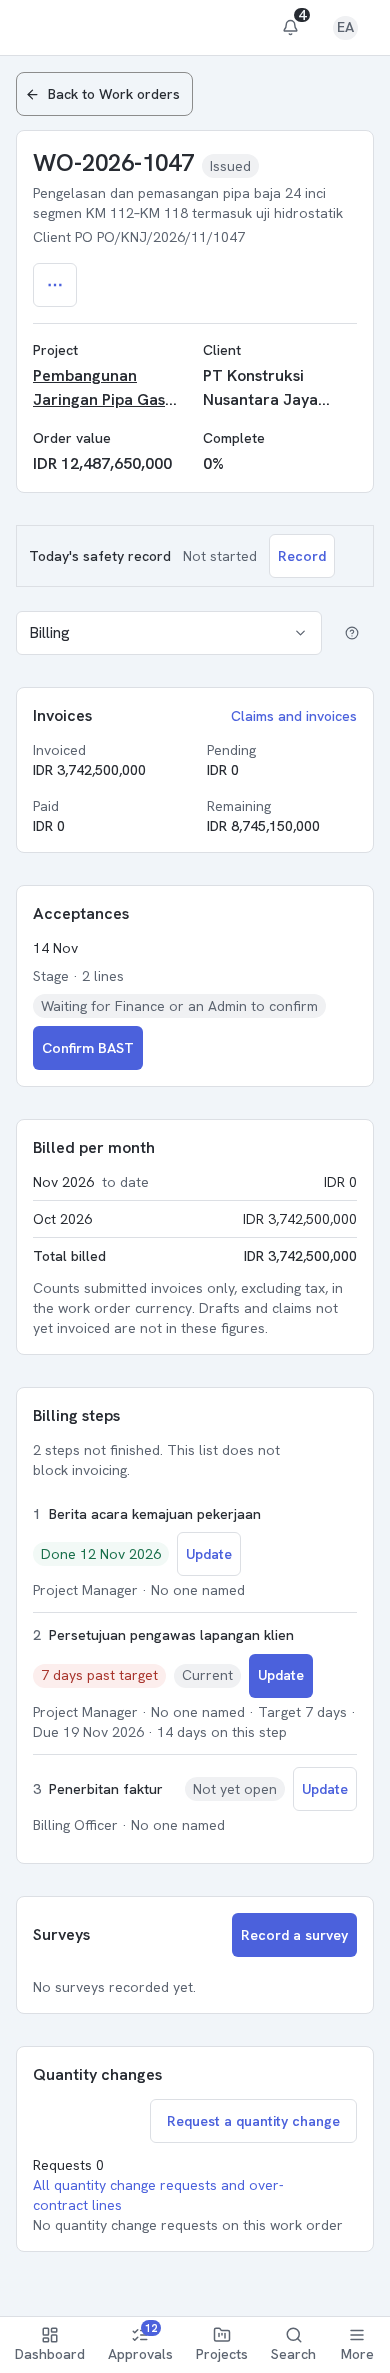 4
EA
Back to Work orders
WO-2026-1047 Issued
Pengelasan dan pemasangan pipa baja 24 inci
segmen KM 112–KM 118 termasuk uji hidrostatik
Client PO PO/KNJ/2026/11/1047
...
Project
Client
Pembangunan
Jaringan Pipa Gas...
PT Konstruksi
Nusantara Jaya...
Order value
Complete
IDR 12,487,650,000
0%
Today's safety record Not started Record
Billing
Invoices
Claims and invoices
Invoiced
Pending
IDR 3,742,500,000
IDR 0
Paid
Remaining
IDR 0
IDR 8,745,150,000
Acceptances
14 Nov
Stage · 2 lines
Waiting for Finance or an Admin to confirm
Confirm BAST
Billed per month
Nov 2026 to date IDR 0
Oct 2026 IDR 3,742,500,000
Total billed IDR 3,742,500,000
Counts submitted invoices only, excluding tax, in
the work order currency. Drafts and claims not
yet invoiced are not in these figures.
Billing steps
2 steps not finished. This list does not
block invoicing.
1 Berita acara kemajuan pekerjaan
Done 12 Nov 2026 Update
Project Manager · No one named
2 Persetujuan pengawas lapangan klien
7 days past target Current Update
Project Manager · No one named · Target 7 days ·
Due 19 Nov 2026 · 14 days on this step
3 Penerbitan faktur Not yet open Update
Billing Officer · No one named
Surveys
Record a survey
No surveys recorded yet.
Quantity changes
Request a quantity change
Requests 0
All quantity change requests and over-
contract lines
No quantity change requests on this work order
12
Dashboard Approvals Projects Search More